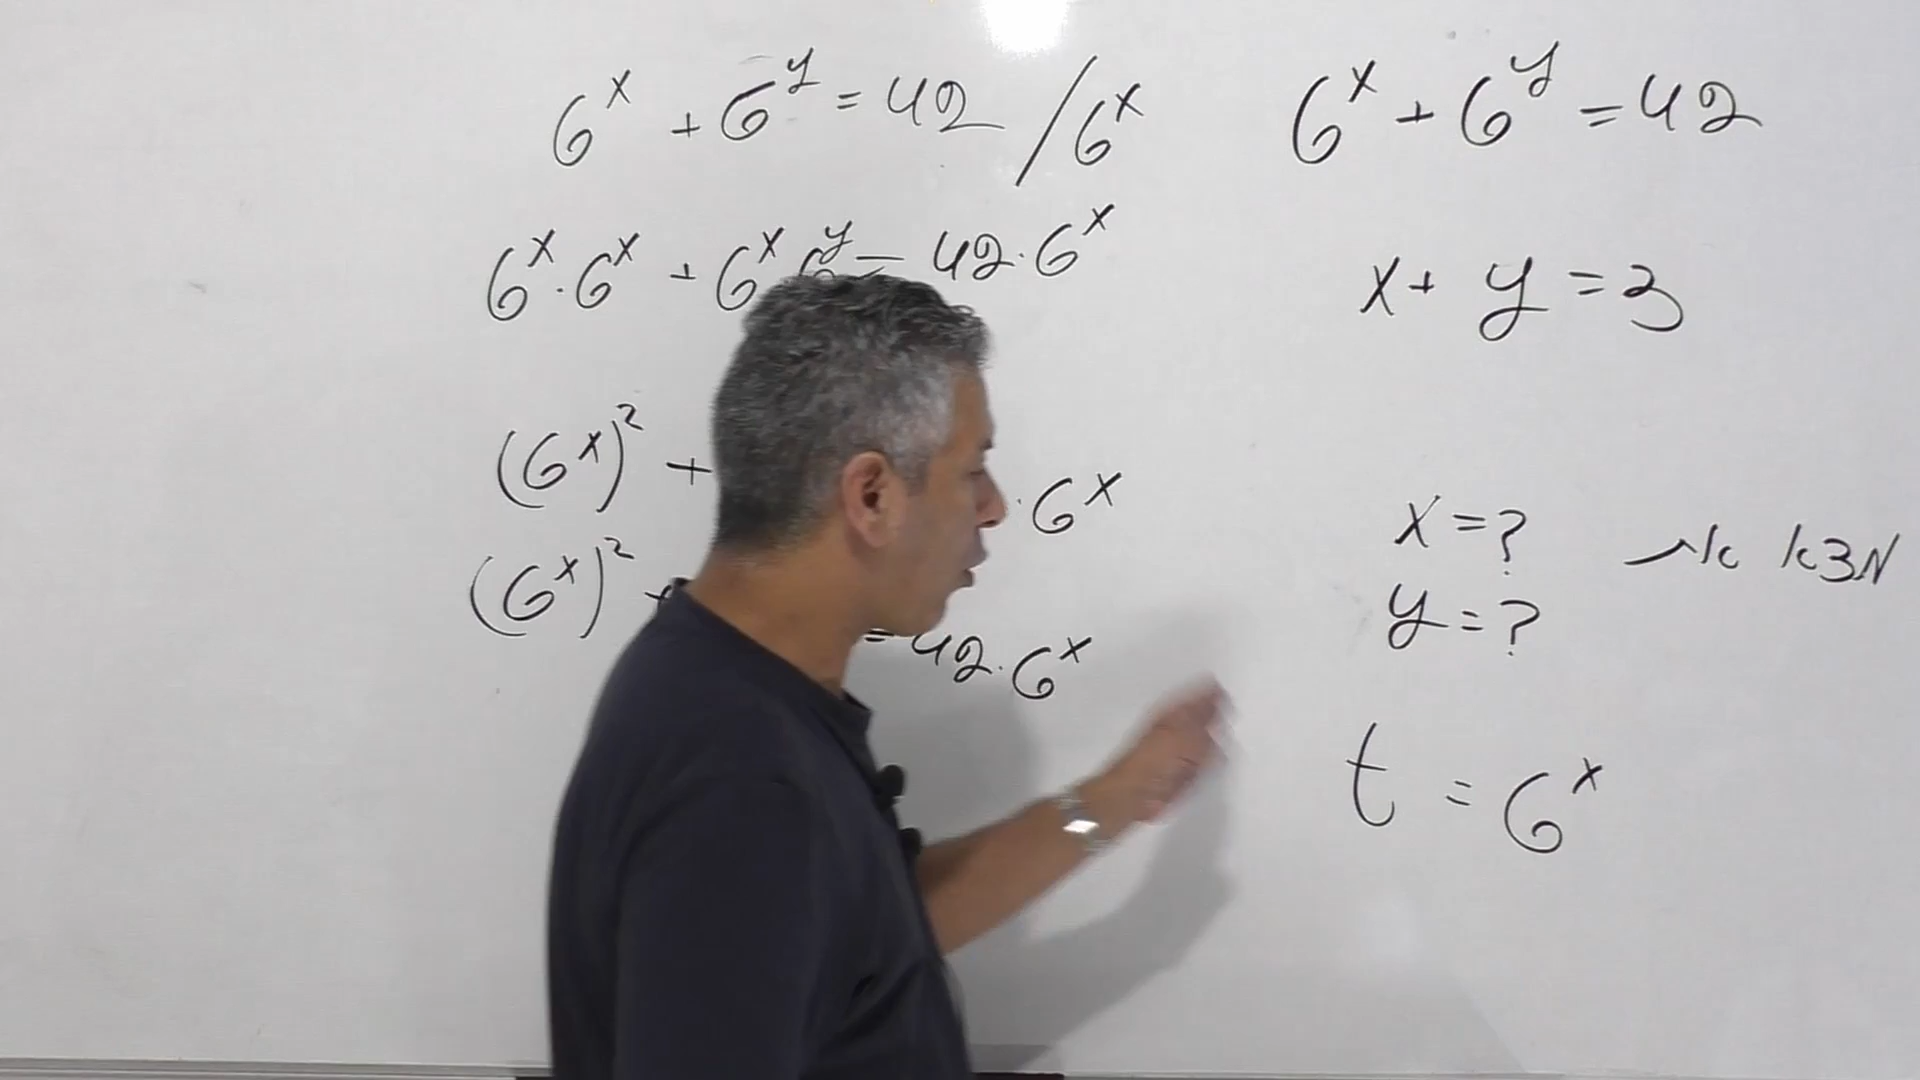 6^x + 6^y = 42 / 6^x
6^x · 6^x + 6^x 6^y = 42 · 6^x
(6^x)^2 + · 6^x
(6^x)^2 + = 42 · 6^x
6^x + 6^y = 42
x + y = 3
x = ?
y = ?
t = 6^x